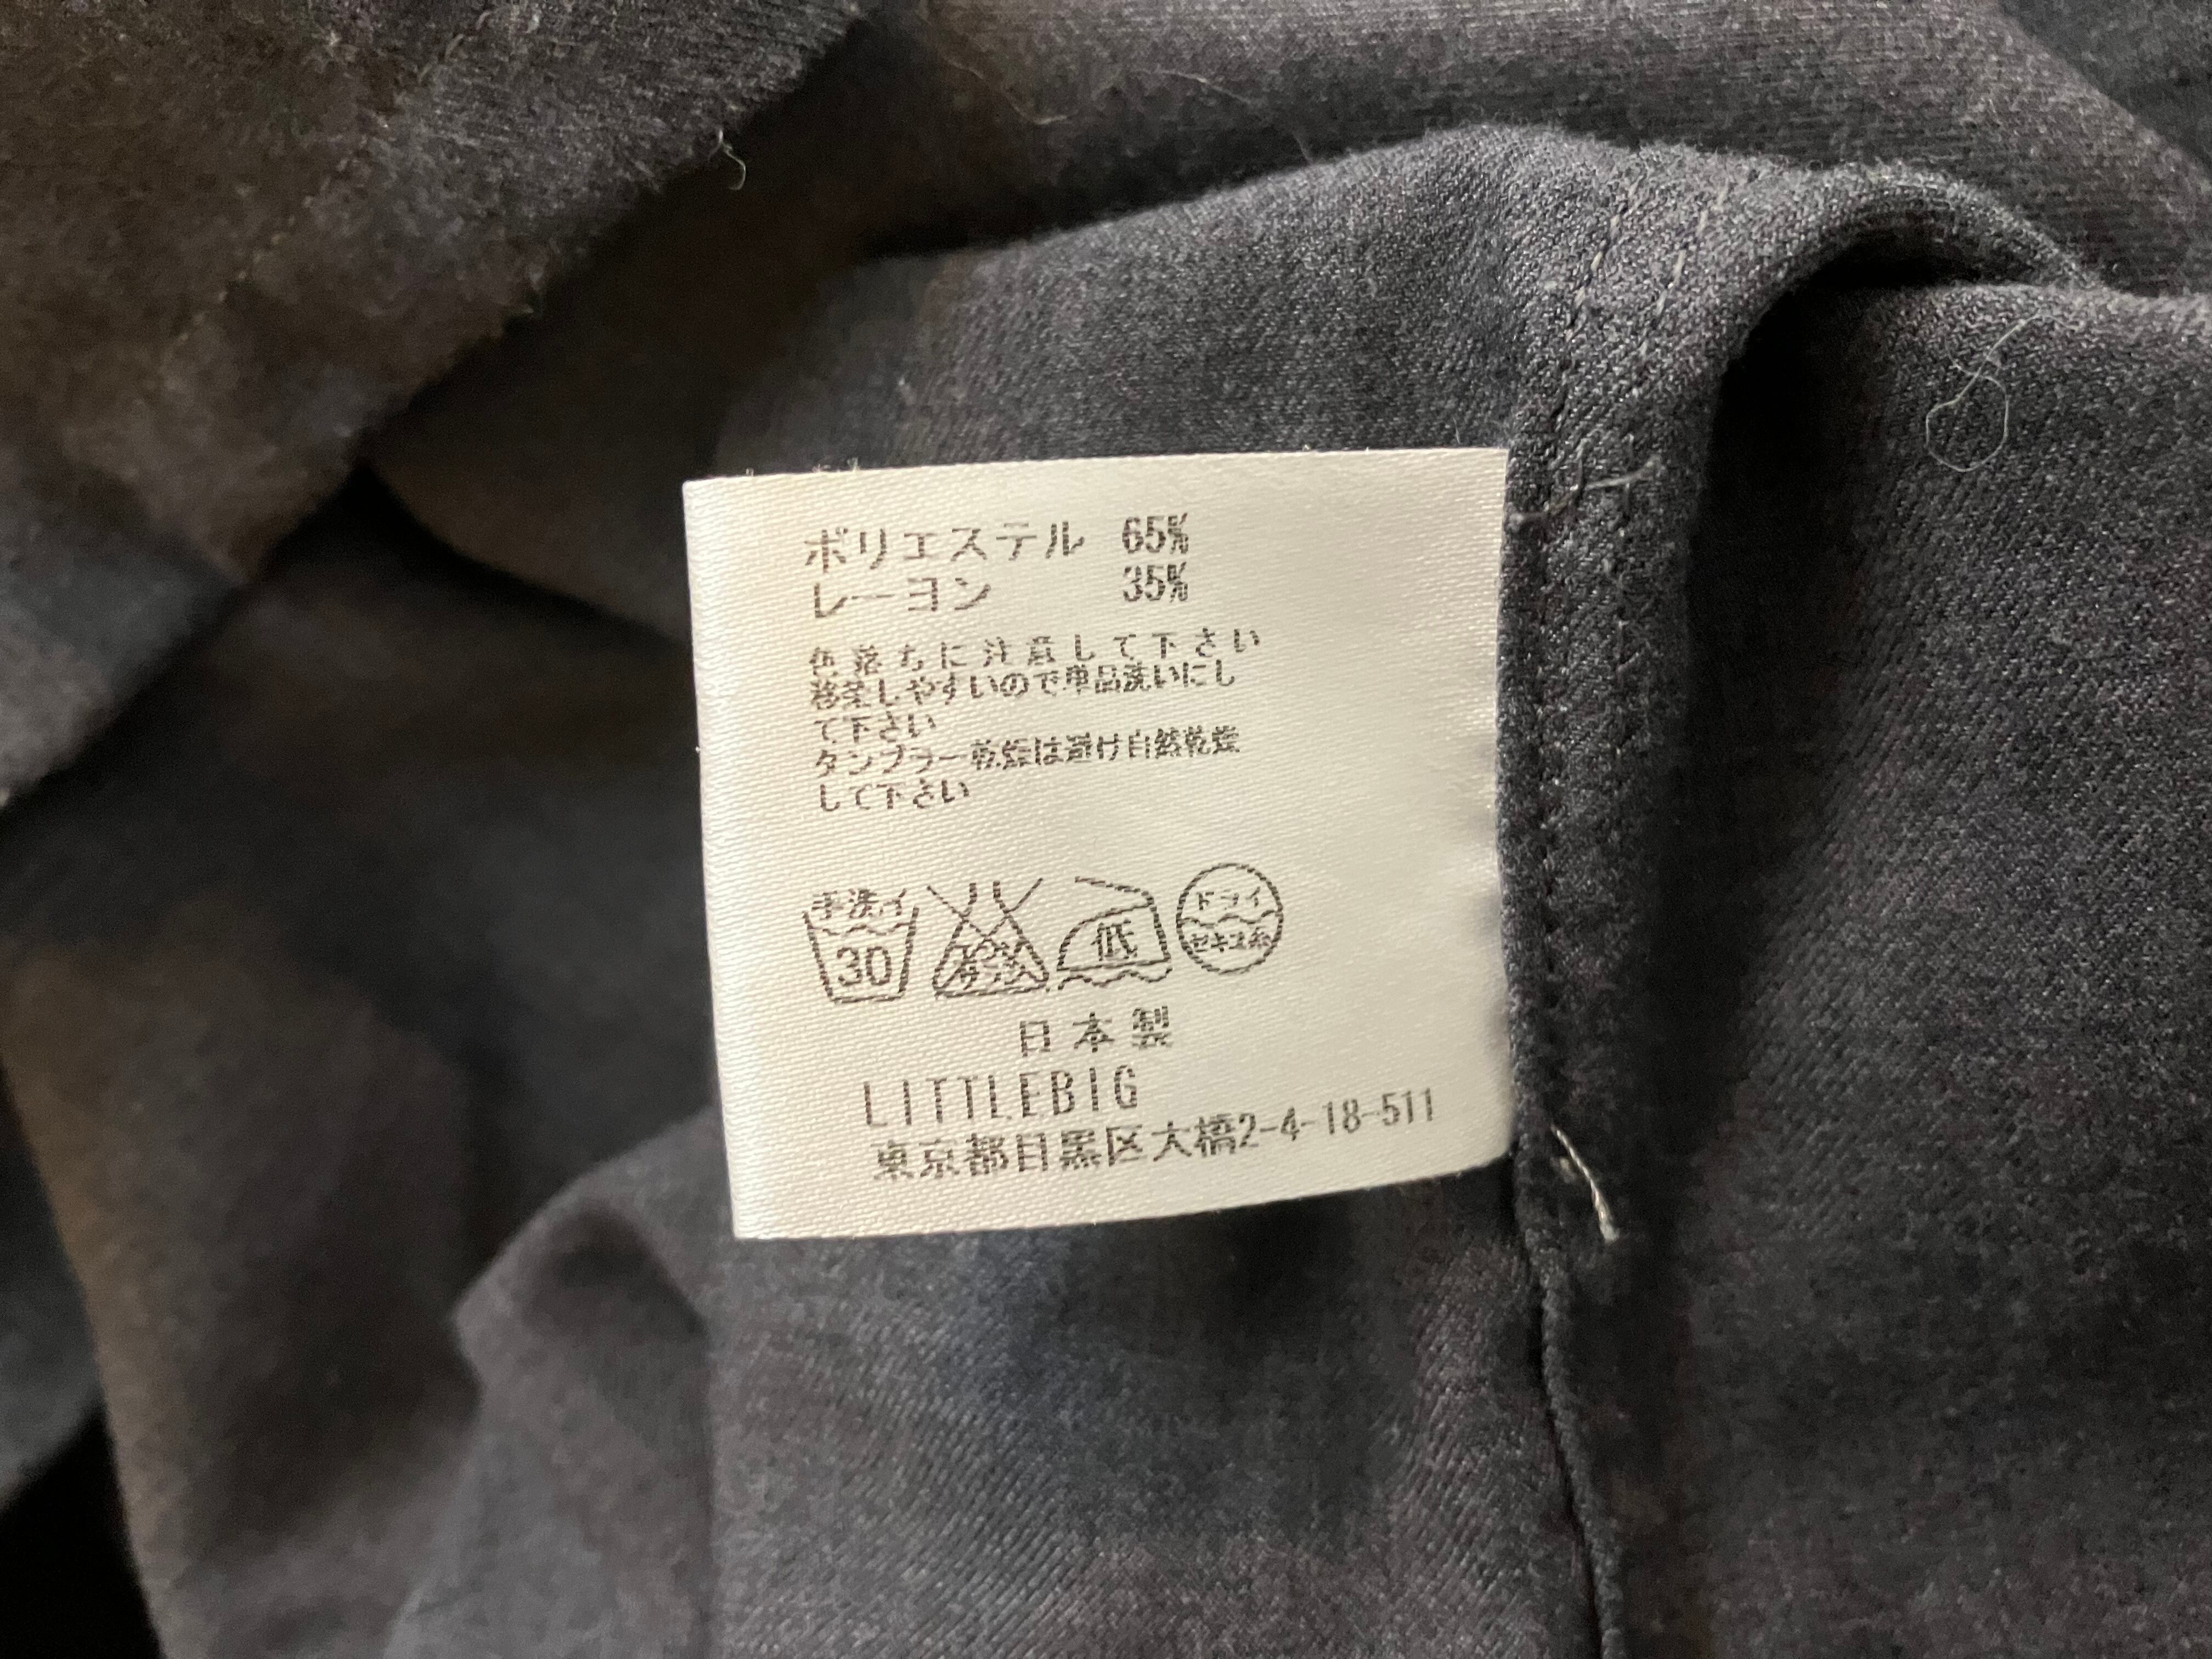 ポリエステル 65%
レーヨン 35%
色落ちに注意して下さい
移染しやすいので単品洗いにし
て下さい
タンブラー乾燥は避け自然乾燥
して下さい
手洗イ
30
低
ドライ
セキユ系
日本製
LITTLEBIG
東京都目黒区大橋2-4-18-511